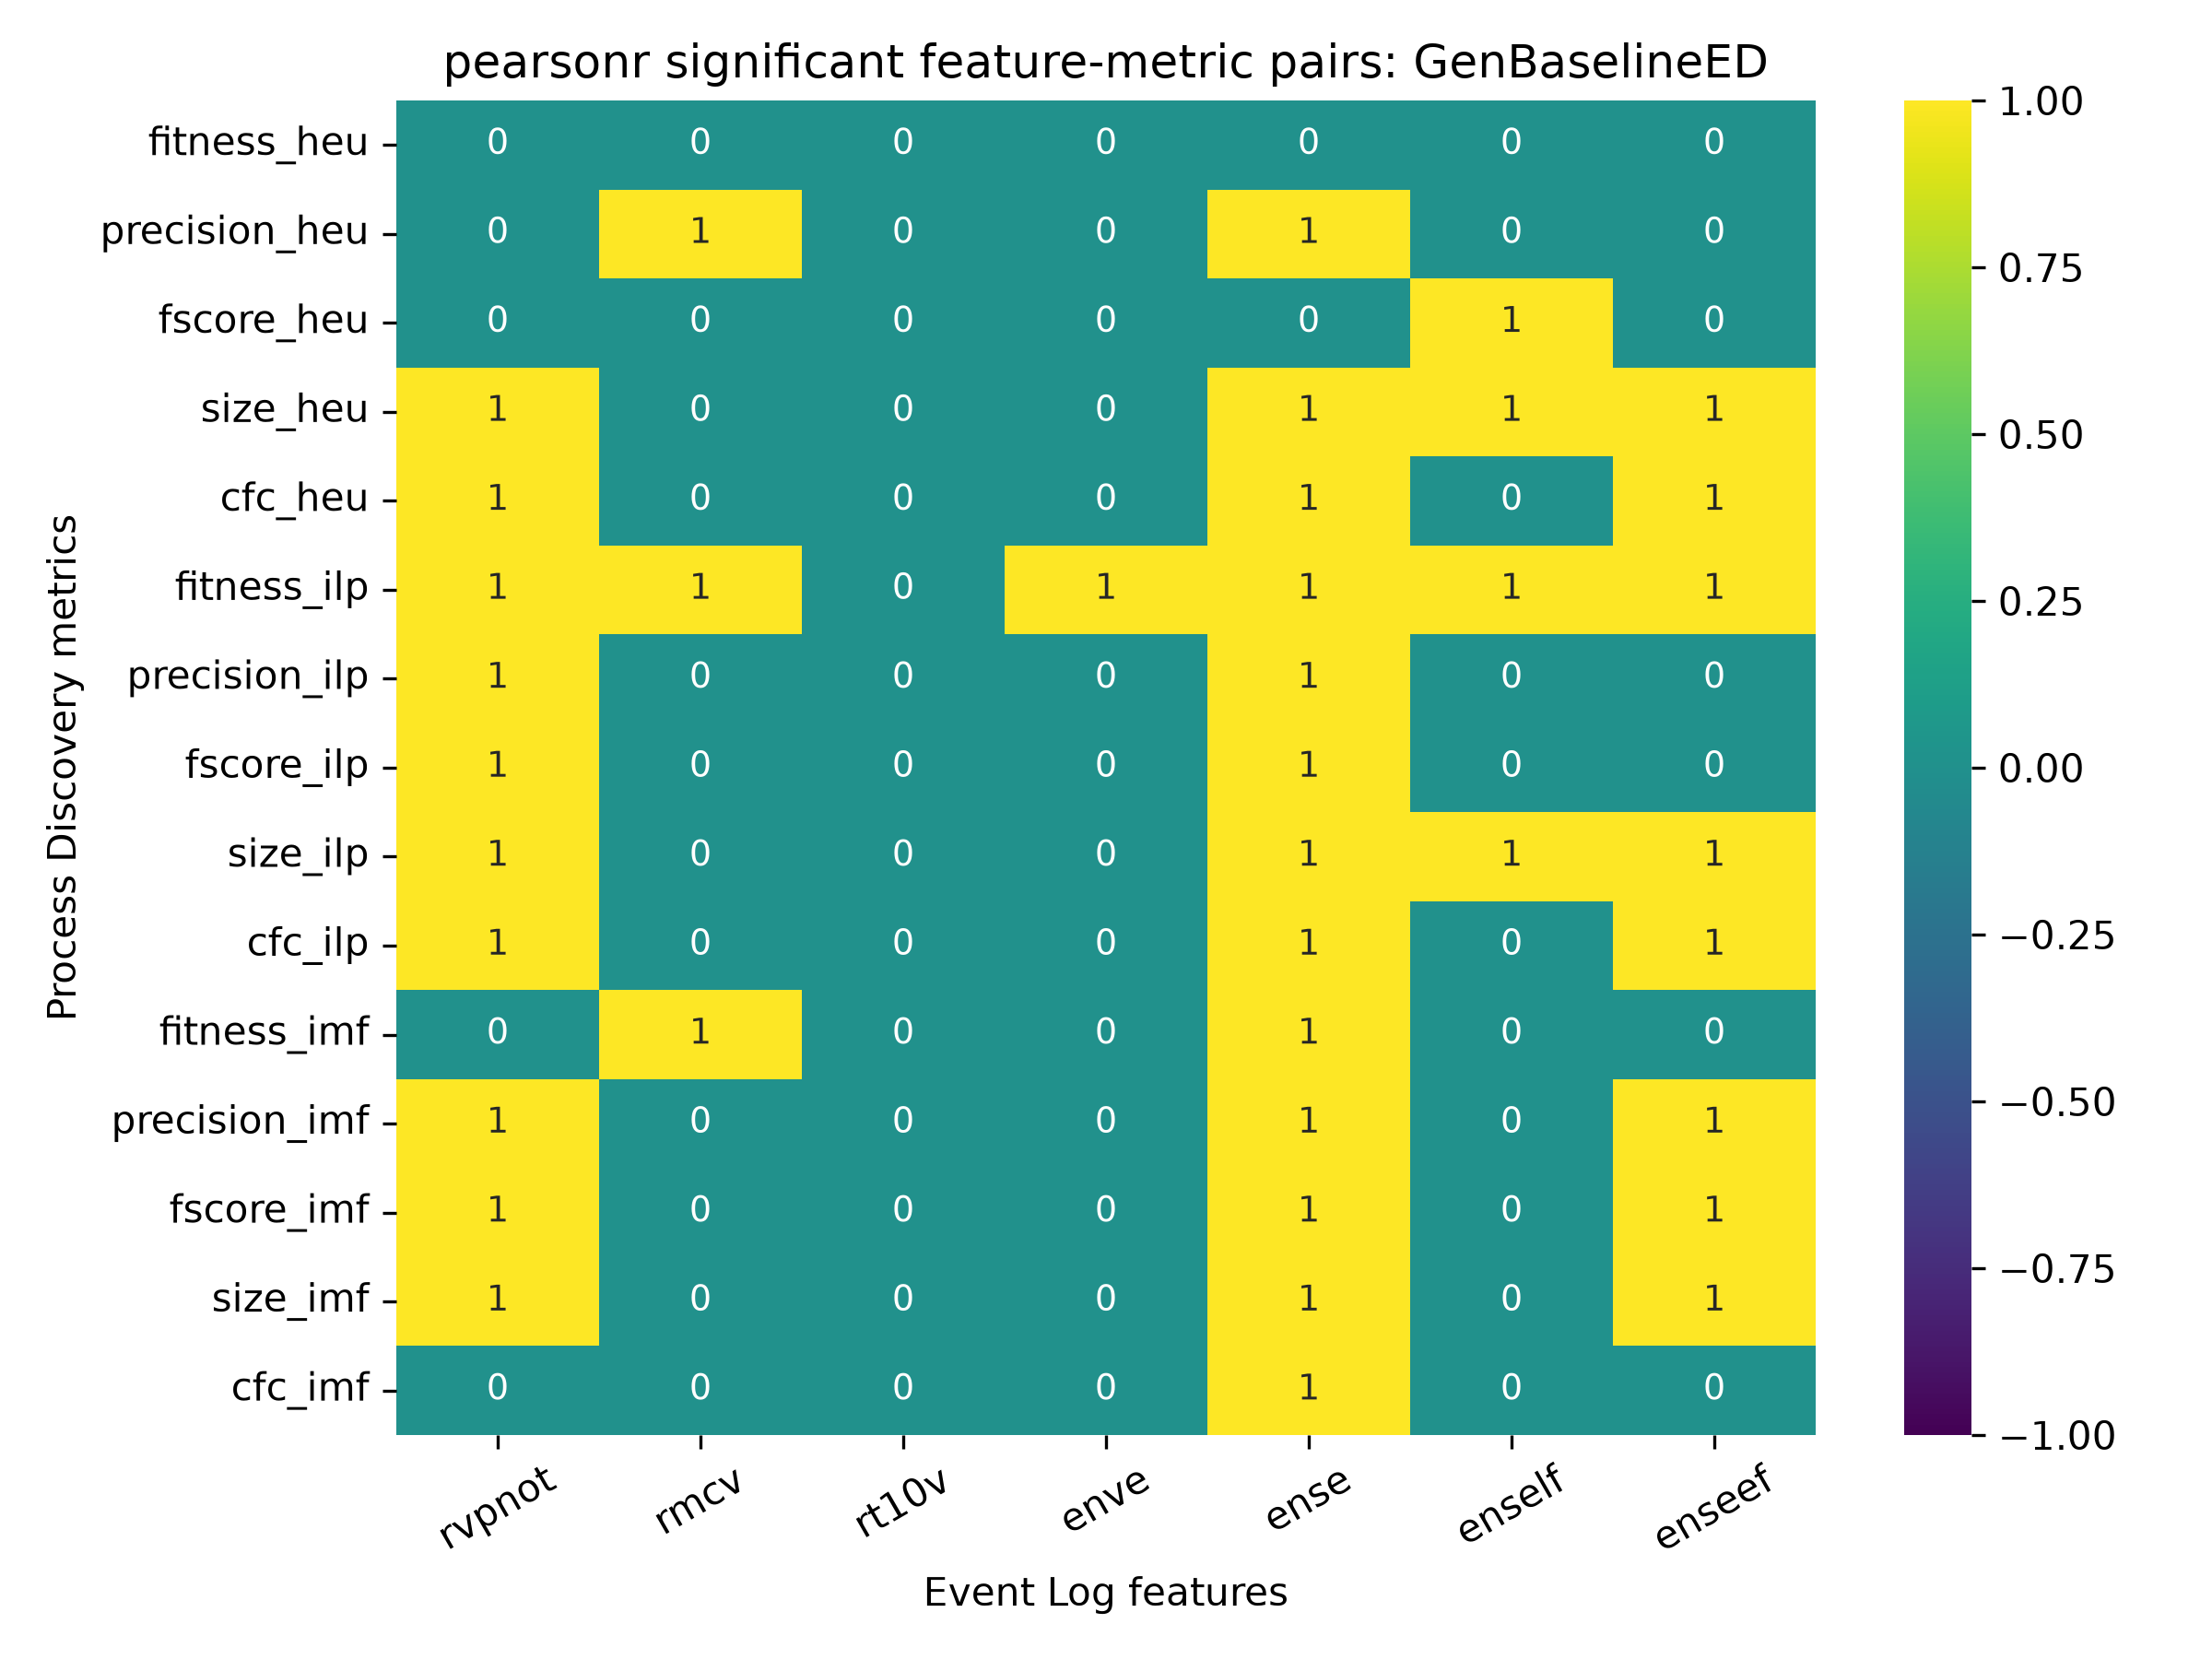 pearsonr significant feature-metric pairs: GenBaselineED
fitness_heu 0 0 0 0 0 0 0
precision_heu 0 1 0 0 1 0 0
fscore_heu 0 0 0 0 0 1 0
size_heu 1 0 0 0 1 1 1
cfc_heu 1 0 0 0 1 0 1
fitness_ilp 1 1 0 1 1 1 1
precision_ilp 1 0 0 0 1 0 0
fscore_ilp 1 0 0 0 1 0 0
size_ilp 1 0 0 0 1 1 1
cfc_ilp 1 0 0 0 1 0 1
fitness_imf 0 1 0 0 1 0 0
precision_imf 1 0 0 0 1 0 1
fscore_imf 1 0 0 0 1 0 1
size_imf 1 0 0 0 1 0 1
cfc_imf 0 0 0 0 1 0 0
rvpnot rmcv rt10v enve ense enself enseef
Event Log features
Process Discovery metrics
1.00
0.75
0.50
0.25
0.00
−0.25
−0.50
−0.75
−1.00